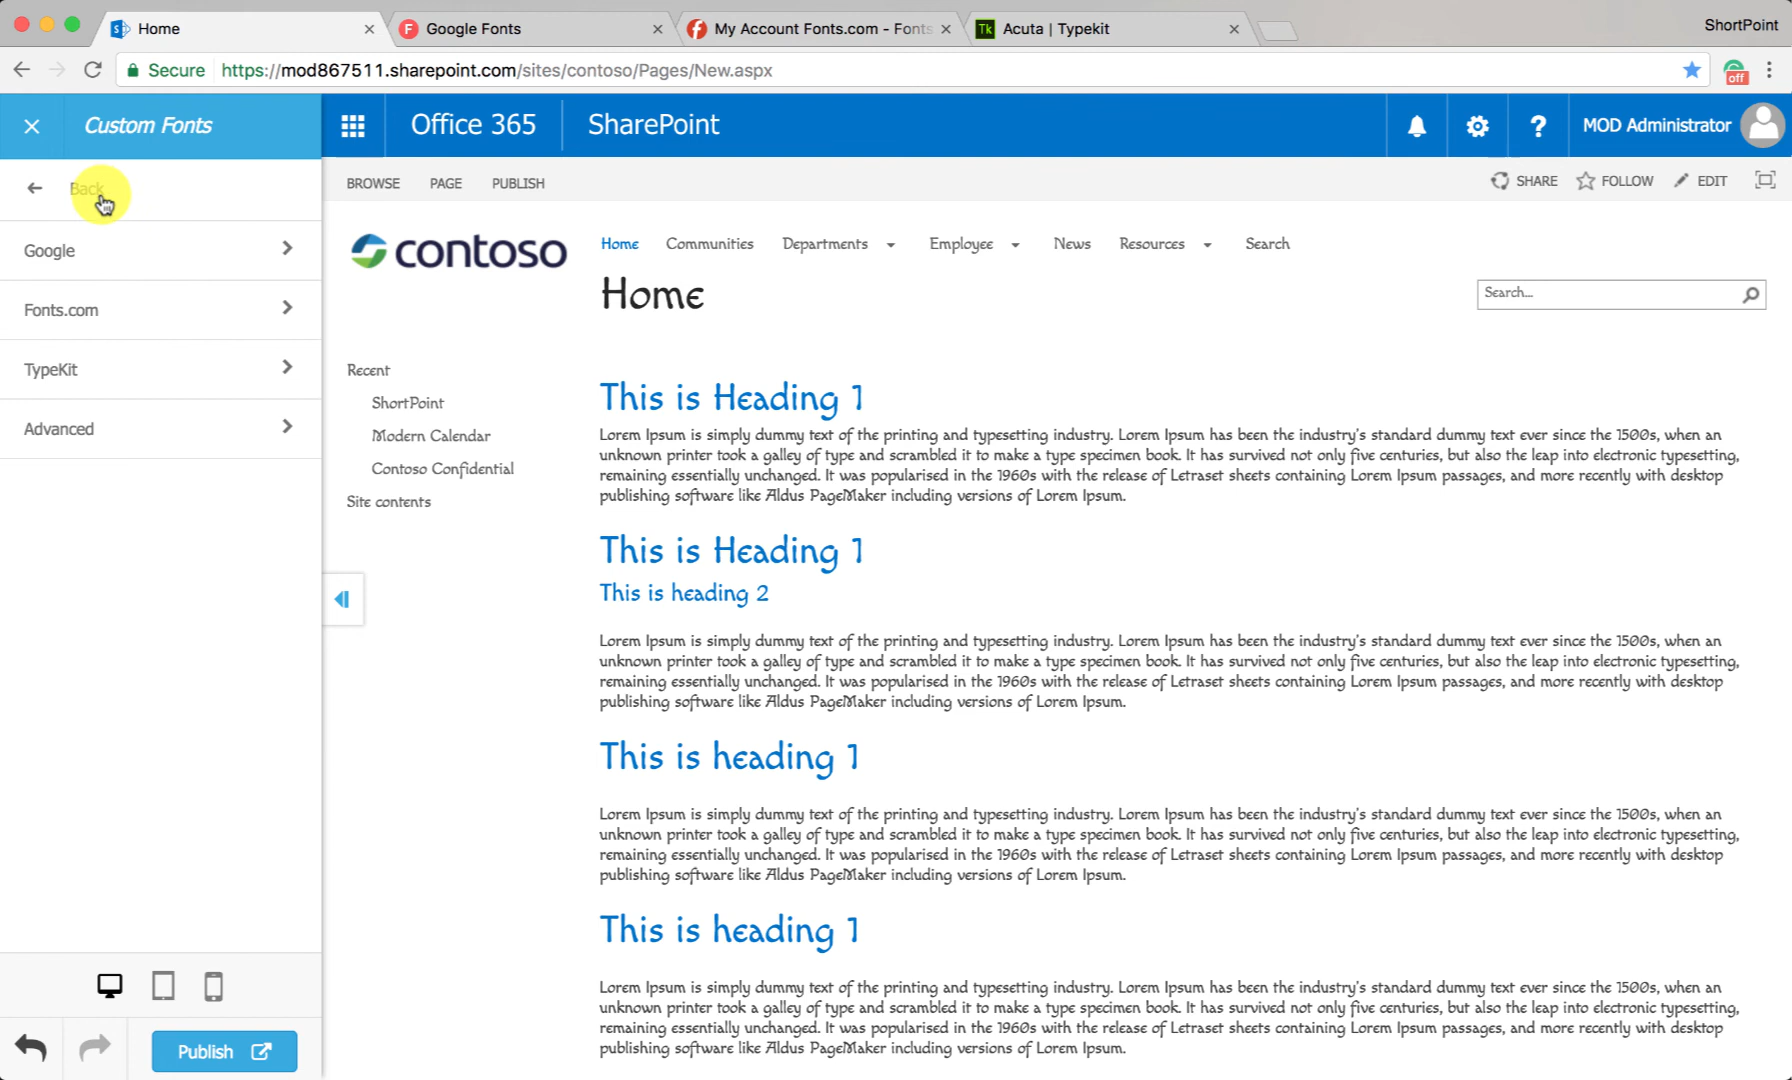 Home
Google Fonts
My Account Fonts.com - Fonts
Acuta | Typekit
ShortPoint
Secure
https://mod867511.sharepoint.com/sites/contoso/Pages/New.aspx
off
Custom Fonts
Office 365
SharePoint
MOD Administrator
Back
BROWSE
PAGE
PUBLISH
SHARE
FOLLOW
EDIT
Google
Fonts.com
TypeKit
Advanced
contoso
Home
Communities
Departments
Employee
News
Resources
Search
Home
Search...
Recent
ShortPoint
Modern Calendar
Contoso Confidential
Site contents
This is Heading 1
Lorem Ipsum is simply dummy text of the printing and typesetting industry. Lorem Ipsum has been the industry's standard dummy text ever since the 1500s, when an
unknown printer took a galley of type and scrambled it to make a type specimen book. It has survived not only five centuries, but also the leap into electronic typesetting,
remaining essentially unchanged. It was popularised in the 1960s with the release of Letraset sheets containing Lorem Ipsum passages, and more recently with desktop
publishing software like Aldus PageMaker including versions of Lorem Ipsum.
This is Heading 1
This is heading 2
Lorem Ipsum is simply dummy text of the printing and typesetting industry. Lorem Ipsum has been the industry's standard dummy text ever since the 1500s, when an
unknown printer took a galley of type and scrambled it to make a type specimen book. It has survived not only five centuries, but also the leap into electronic typesetting,
remaining essentially unchanged. It was popularised in the 1960s with the release of Letraset sheets containing Lorem Ipsum passages, and more recently with desktop
publishing software like Aldus PageMaker including versions of Lorem Ipsum.
This is heading 1
Lorem Ipsum is simply dummy text of the printing and typesetting industry. Lorem Ipsum has been the industry's standard dummy text ever since the 1500s, when an
unknown printer took a galley of type and scrambled it to make a type specimen book. It has survived not only five centuries, but also the leap into electronic typesetting,
remaining essentially unchanged. It was popularised in the 1960s with the release of Letraset sheets containing Lorem Ipsum passages, and more recently with desktop
publishing software like Aldus PageMaker including versions of Lorem Ipsum.
This is heading 1
Lorem Ipsum is simply dummy text of the printing and typesetting industry. Lorem Ipsum has been the industry's standard dummy text ever since the 1500s, when an
unknown printer took a galley of type and scrambled it to make a type specimen book. It has survived not only five centuries, but also the leap into electronic typesetting,
remaining essentially unchanged. It was popularised in the 1960s with the release of Letraset sheets containing Lorem Ipsum passages, and more recently with desktop
publishing software like Aldus PageMaker including versions of Lorem Ipsum.
Publish